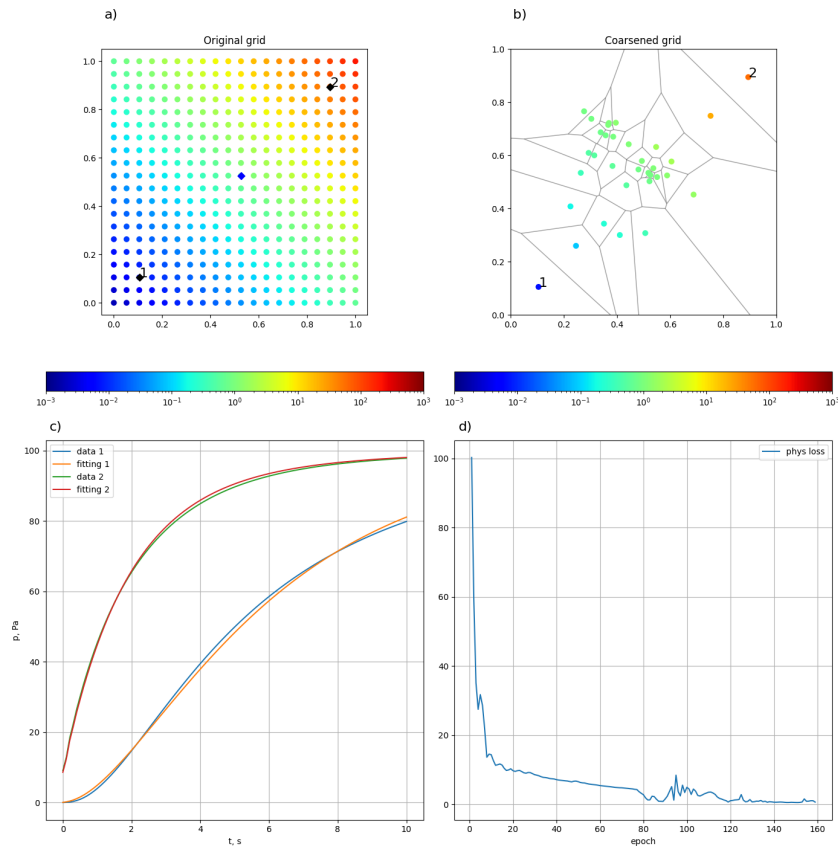 a)
Original grid
1.0
0.8
0.6
0.4
0.2
0.0
2
1
0.0 0.2 0.4 0.6 0.8 1.0
b)
Coarsened grid
1.0
0.8
0.6
0.4
0.2
0.0
2
1
0.0 0.2 0.4 0.6 0.8 1.0
10⁻³ 10⁻² 10⁻¹ 10⁰ 10¹ 10² 10³
10⁻³ 10⁻² 10⁻¹ 10⁰ 10¹ 10² 10³
c)
data 1
fitting 1
data 2
fitting 2
100
80
60
40
20
0
p, Pa
0 2 4 6 8 10
t, s
d)
phys loss
100
80
60
40
20
0
0 20 40 60 80 100 120 140 160
epoch